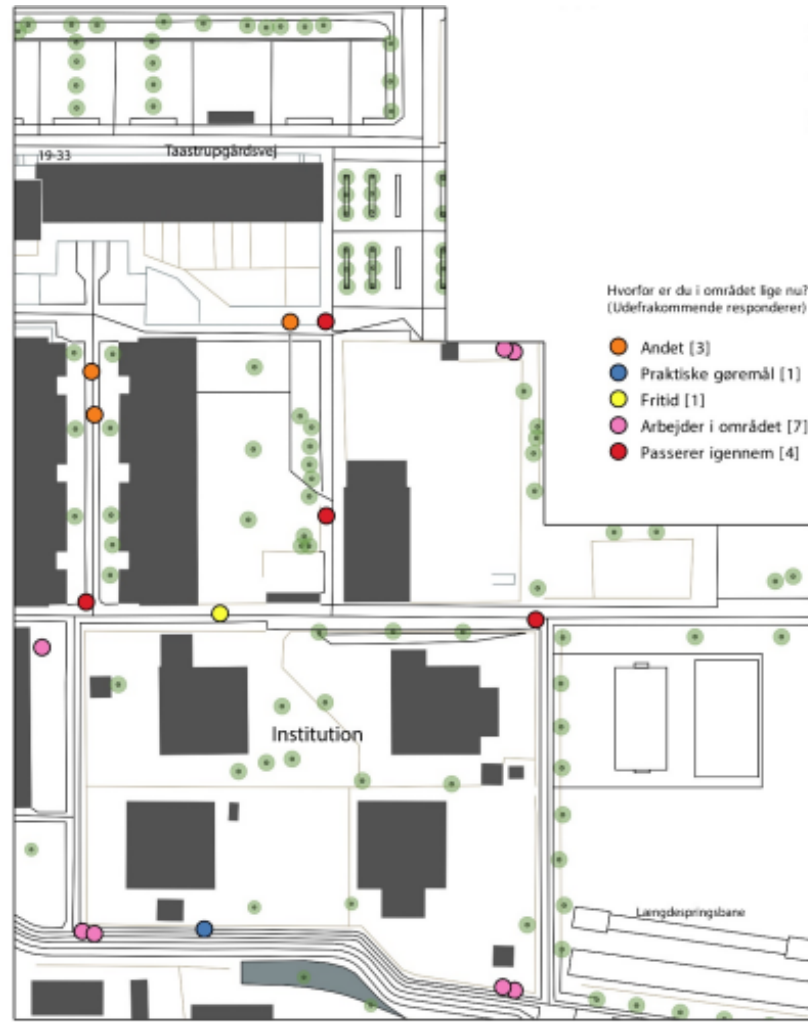 Taastrupgårdsvej
19-33
Hvorfor er du i området lige nu?
(Udefrakommende responderer)
Andet [3]
Praktiske gøremål [1]
Fritid [1]
Arbejder i området [7]
Passerer igennem [4]
Institution
Længdespringsbane